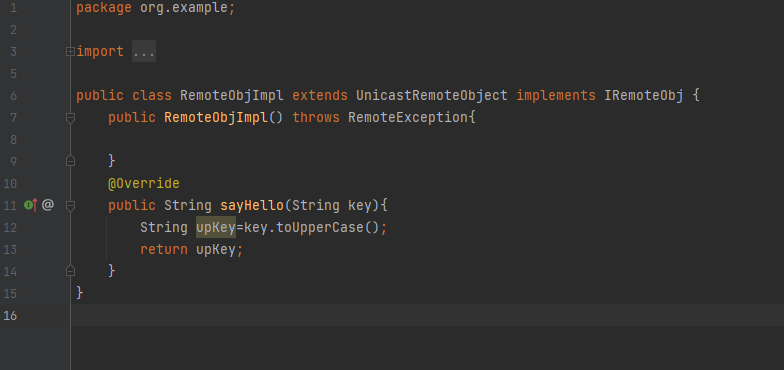 1 package org.example;
2
3 import ...
5
6 public class RemoteObjImpl extends UnicastRemoteObject implements IRemoteObj {
7     public RemoteObjImpl() throws RemoteException{
8
9     }
10     @Override
11 @     public String sayHello(String key){
12         String upKey=key.toUpperCase();
13         return upKey;
14     }
15 }
16